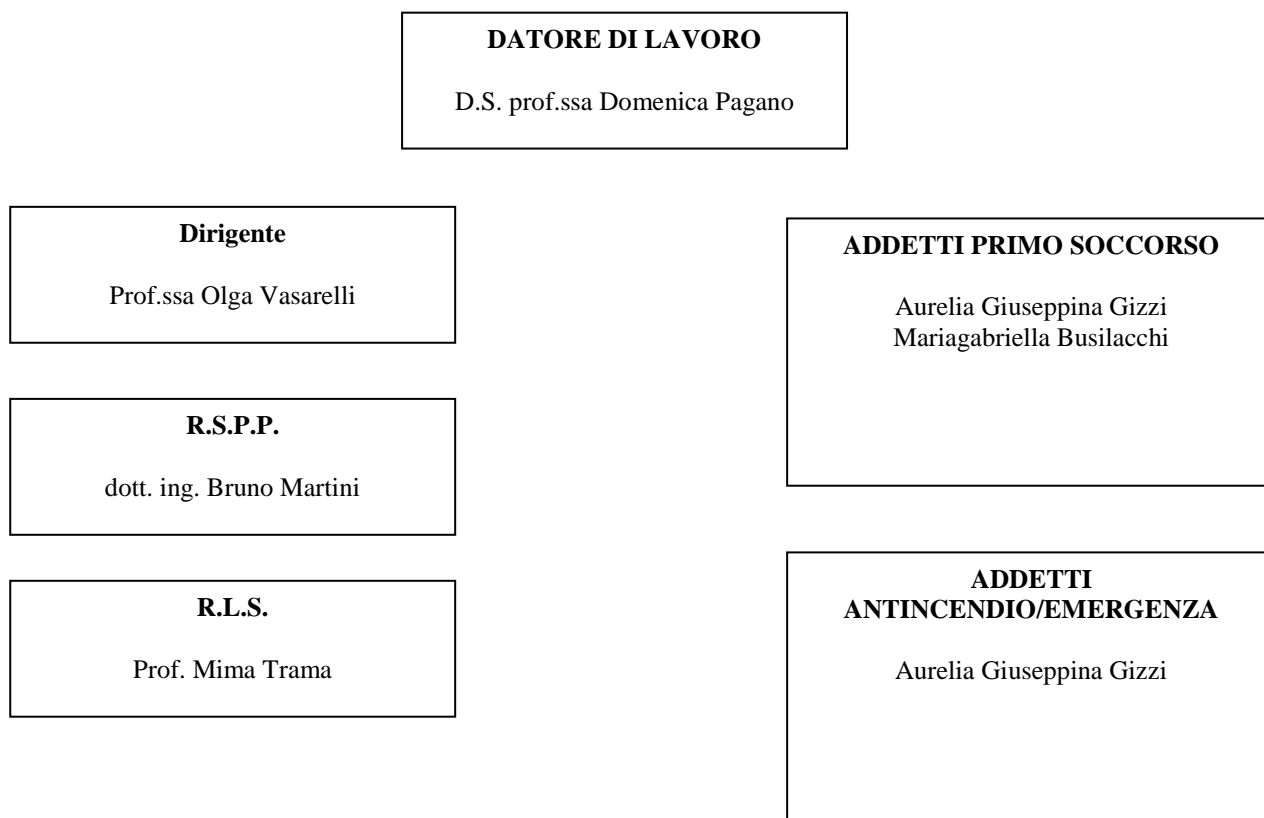 DATORE DI LAVORO
D.S. prof.ssa Domenica Pagano
Dirigente
Prof.ssa Olga Vasarelli
R.S.P.P.
dott. ing. Bruno Martini
R.L.S.
Prof. Mima Trama
ADDETTI PRIMO SOCCORSO
Aurelia Giuseppina Gizzi
Mariagabriella Busilacchi
ADDETTI
ANTINCENDIO/EMERGENZA
Aurelia Giuseppina Gizzi